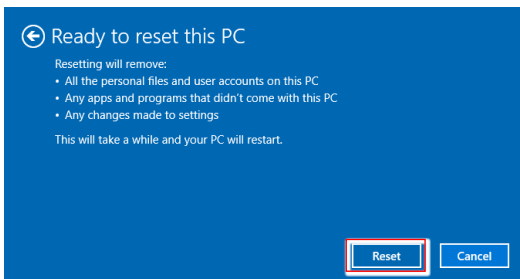 Ready to reset this PC
Resetting will remove:
• All the personal files and user accounts on this PC
• Any apps and programs that didn't come with this PC
• Any changes made to settings
This will take a while and your PC will restart.
Reset Cancel